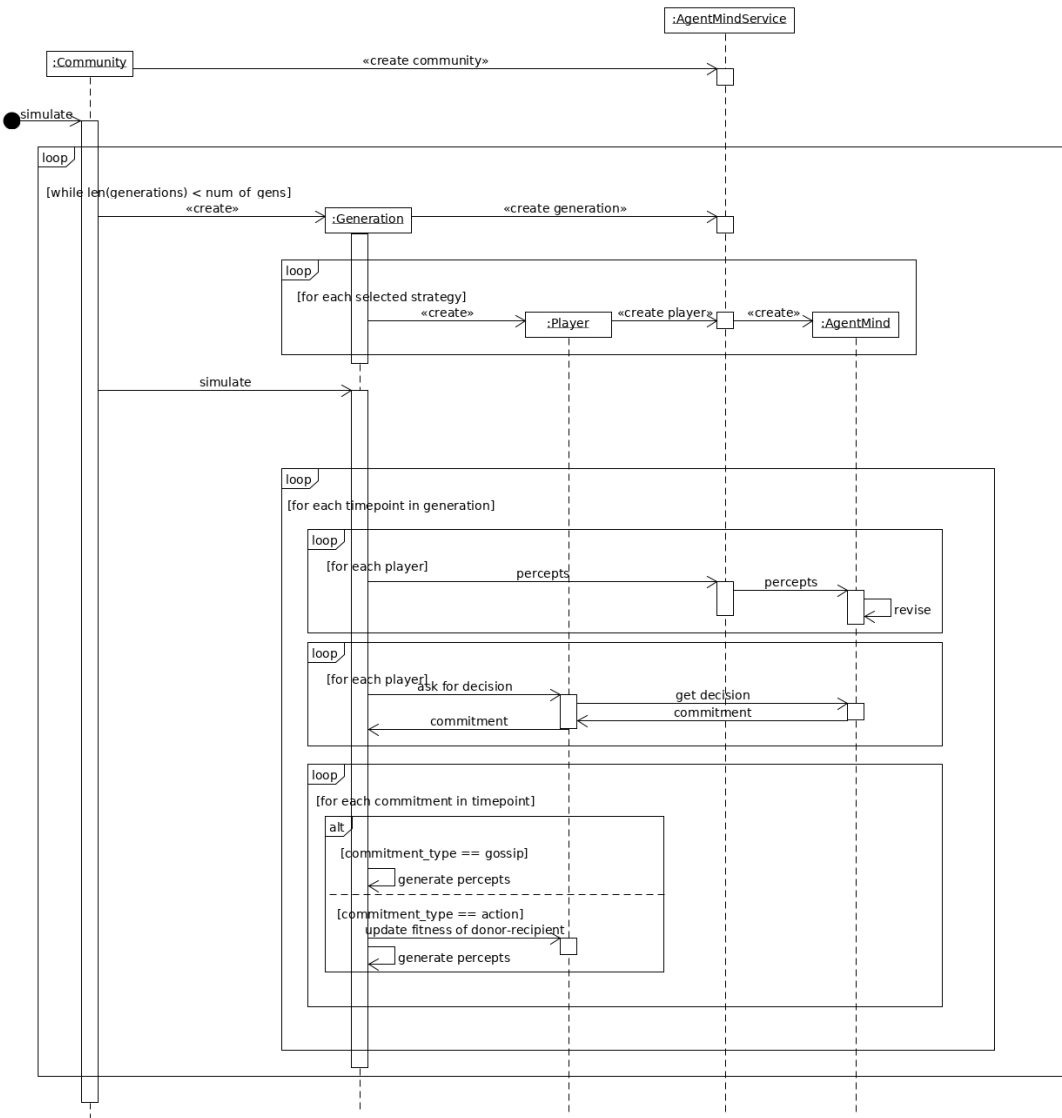 :AgentMindService
:Community
«create community»
simulate
loop
[while len(generations) < num_of_gens]
«create»
:Generation
«create generation»
loop
[for each selected strategy]
«create»
:Player
«create player»
«create»
:AgentMind
simulate
loop
[for each timepoint in generation]
loop
[for each player]
percepts
percepts
revise
loop
[for each player]
ask for decision
get decision
commitment
commitment
loop
[for each commitment in timepoint]
alt
[commitment_type == gossip]
generate percepts
[commitment_type == action]
update fitness of donor-recipient
generate percepts